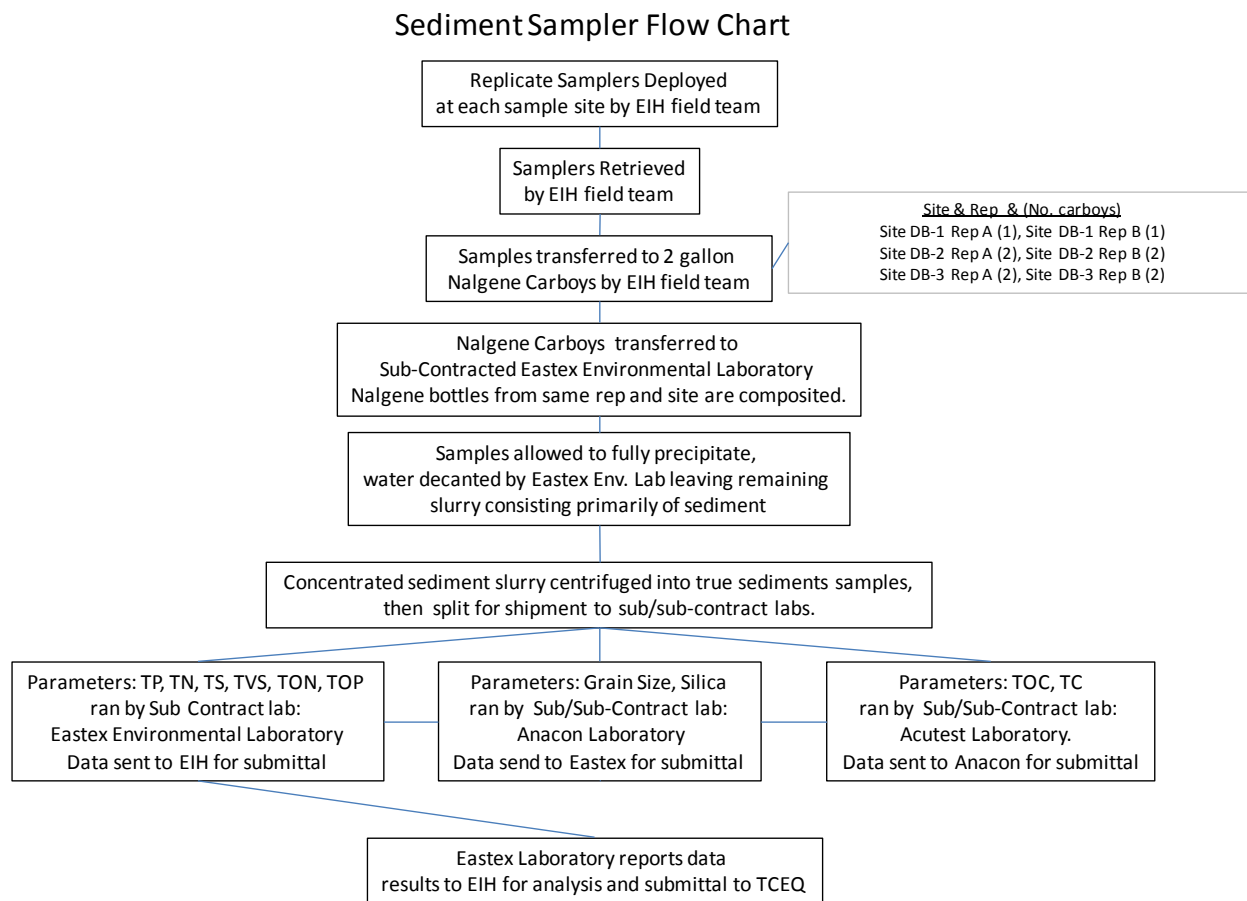 Sediment Sampler Flow Chart
Replicate Samplers Deployed
at each sample site by EIH field team
Samplers Retrieved
by EIH field team
Site & Rep & (No. carboys)
Site DB-1 Rep A (1), Site DB-1 Rep B (1)
Site DB-2 Rep A (2), Site DB-2 Rep B (2)
Site DB-3 Rep A (2), Site DB-3 Rep B (2)
Samples transferred to 2 gallon
Nalgene Carboys by EIH field team
Nalgene Carboys transferred to
Sub-Contracted Eastex Environmental Laboratory
Nalgene bottles from same rep and site are composited.
Samples allowed to fully precipitate,
water decanted by Eastex Env. Lab leaving remaining
slurry consisting primarily of sediment
Concentrated sediment slurry centrifuged into true sediments samples,
then split for shipment to sub/sub-contract labs.
Parameters: TP, TN, TS, TVS, TON, TOP
ran by Sub Contract lab:
Eastex Environmental Laboratory
Data sent to EIH for submittal
Parameters: Grain Size, Silica
ran by Sub/Sub-Contract lab:
Anacon Laboratory
Data send to Eastex for submittal
Parameters: TOC, TC
ran by Sub/Sub-Contract lab:
Acutest Laboratory.
Data sent to Anacon for submittal
Eastex Laboratory reports data
results to EIH for analysis and submittal to TCEQ